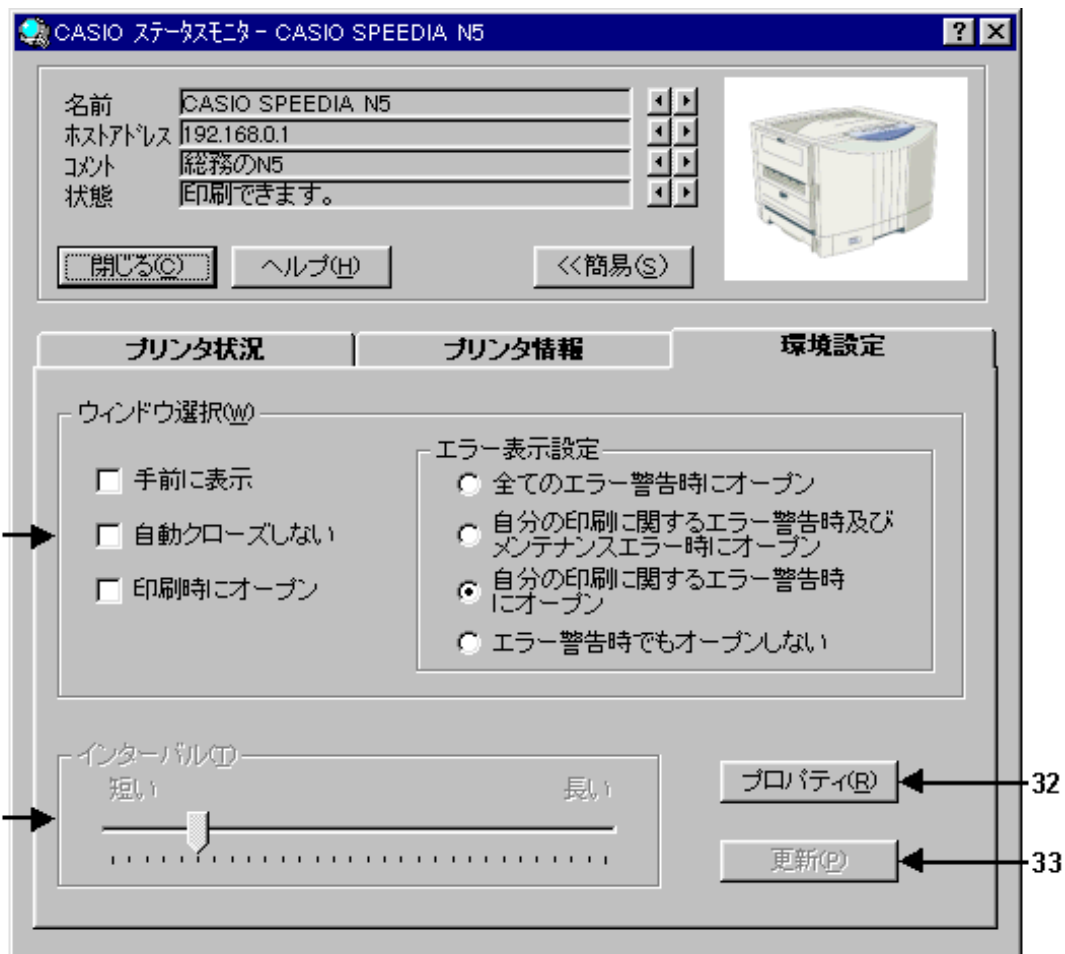 CASIO ステータスモニタ - CASIO SPEEDIA N5
名前 CASIO SPEEDIA N5
ホストアドレス 192.168.0.1
コメント 総務のN5
状態 印刷できます。
閉じる(C) ヘルプ(H) <<簡易(S)
プリンタ状況 プリンタ情報 環境設定
ウィンドウ選択(W)
手前に表示
自動クローズしない
印刷時にオープン
エラー表示設定
全てのエラー警告時にオープン
自分の印刷に関するエラー警告時及び
メンテナンスエラー時にオープン
自分の印刷に関するエラー警告時
にオープン
エラー警告時でもオープンしない
インターバル(T)
短い 長い
プロパティ(R) 32
更新(P) 33